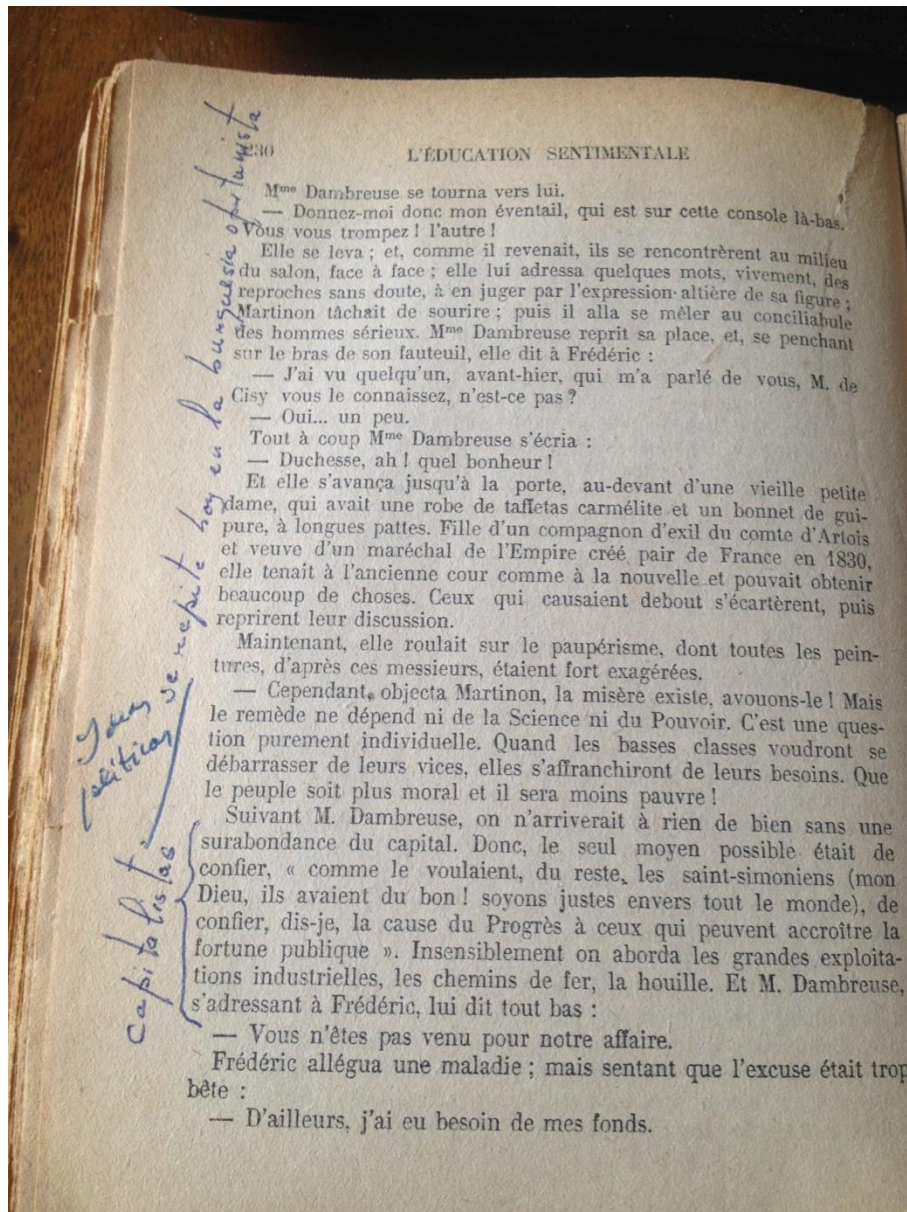 230 L'ÉDUCATION SENTIMENTALE
Mme Dambreuse se tourna vers lui.
— Donnez-moi donc mon éventail, qui est sur cette console là-bas.
Vous vous trompez ! l'autre !
Elle se leva ; et, comme il revenait, ils se rencontrèrent au milieu
du salon, face à face ; elle lui adressa quelques mots, vivement, des
reproches sans doute, à en juger par l'expression altière de sa figure ;
Martinon tâchait de sourire ; puis il alla se mêler au conciliabule
des hommes sérieux. Mme Dambreuse reprit sa place, et, se penchant
sur le bras de son fauteuil, elle dit à Frédéric :
— J'ai vu quelqu'un, avant-hier, qui m'a parlé de vous, M. de
Cisy vous le connaissez, n'est-ce pas ?
— Oui... un peu.
Tout à coup Mme Dambreuse s'écria :
— Duchesse, ah ! quel bonheur !
Et elle s'avança jusqu'à la porte, au-devant d'une vieille petite
dame, qui avait une robe de taffetas carmélite et un bonnet de gui-
pure, à longues pattes. Fille d'un compagnon d'exil du comte d'Artois
et veuve d'un maréchal de l'Empire créé pair de France en 1830,
elle tenait à l'ancienne cour comme à la nouvelle et pouvait obtenir
beaucoup de choses. Ceux qui causaient debout s'écartèrent, puis
reprirent leur discussion.
Maintenant, elle roulait sur le paupérisme, dont toutes les pein-
tures, d'après ces messieurs, étaient fort exagérées.
— Cependant, objecta Martinon, la misère existe, avouons-le ! Mais
le remède ne dépend ni de la Science ni du Pouvoir. C'est une ques-
tion purement individuelle. Quand les basses classes voudront se
débarrasser de leurs vices, elles s'affranchiront de leurs besoins. Que
le peuple soit plus moral et il sera moins pauvre !
Suivant M. Dambreuse, on n'arriverait à rien de bien sans une
surabondance du capital. Donc, le seul moyen possible était de
confier, « comme le voulaient, du reste, les saint-simoniens (mon
Dieu, ils avaient du bon ! soyons justes envers tout le monde), de
confier, dis-je, la cause du Progrès à ceux qui peuvent accroître la
fortune publique ». Insensiblement on aborda les grandes exploita-
tions industrielles, les chemins de fer, la houille. Et M. Dambreuse,
s'adressant à Frédéric, lui dit tout bas :
— Vous n'êtes pas venu pour notre affaire.
Frédéric allégua une maladie ; mais sentant que l'excuse était trop
bête :
— D'ailleurs, j'ai eu besoin de mes fonds.
Ideas
políticas
capitalistas
se repite hoy en la burguesía oportunista